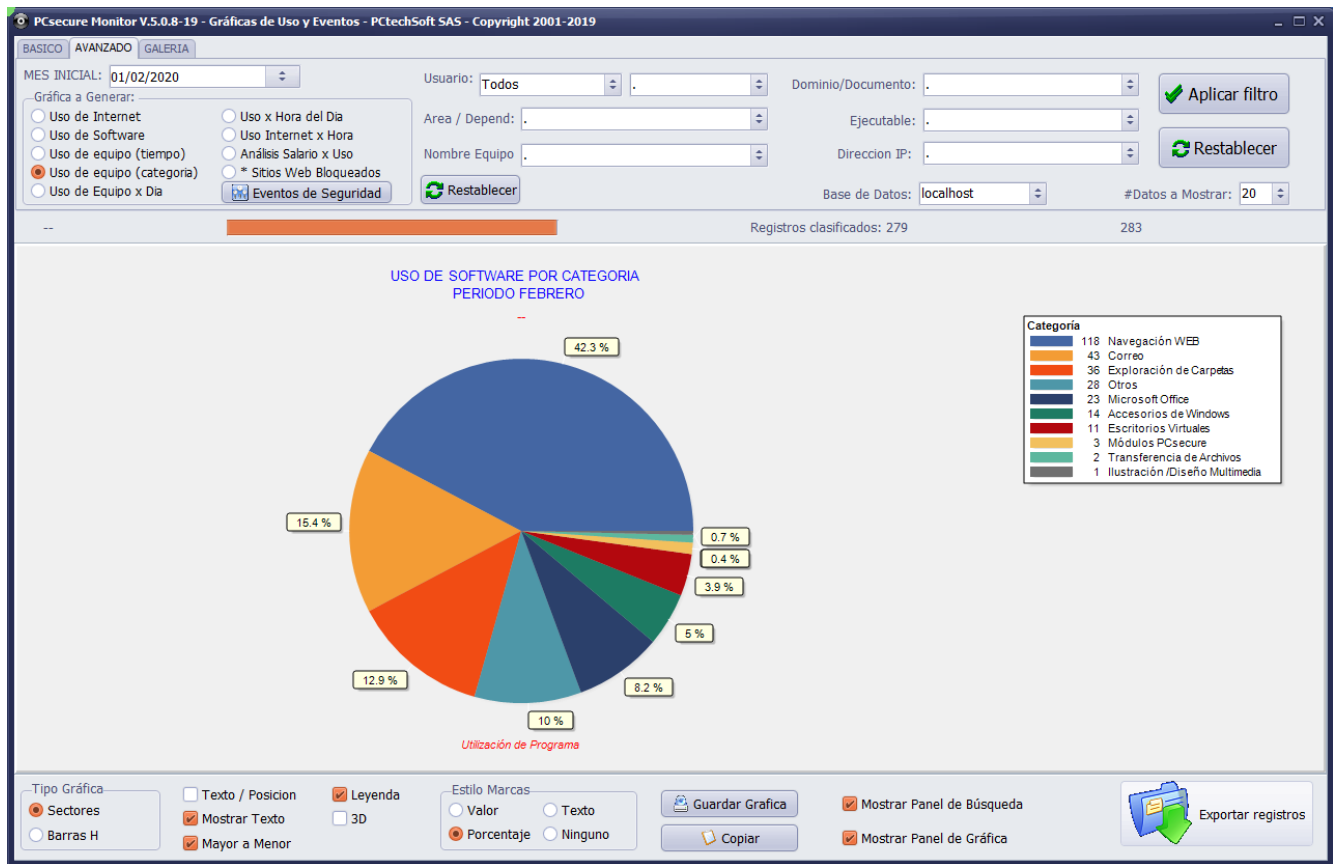 PCsecure Monitor V.5.0.8-19 - Gráficas de Uso y Eventos - PCtechSoft SAS - Copyright 2001-2019
BASICO AVANZADO GALERIA
MES INICIAL: 01/02/2020
Gráfica a Generar:
Uso de Internet
Uso de Software
Uso de equipo (tiempo)
Uso de equipo (categoria)
Uso de Equipo x Dia
Uso x Hora del Dia
Uso Internet x Hora
Análisis Salario x Uso
* Sitios Web Bloqueados
Eventos de Seguridad
Usuario: Todos .
Area / Depend: .
Nombre Equipo .
Restablecer
Dominio/Documento: .
Ejecutable: .
Direccion IP: .
Base de Datos: localhost
Aplicar filtro
Restablecer
#Datos a Mostrar: 20
--
Registros clasificados: 279
283
USO DE SOFTWARE POR CATEGORIA
PERIODO FEBRERO
--
42.3 %
15.4 %
12.9 %
10 %
8.2 %
5 %
3.9 %
0.4 %
0.7 %
Utilización de Programa
Categoría
118 Navegación WEB
43 Correo
36 Exploración de Carpetas
28 Otros
23 Microsoft Office
14 Accesorios de Windows
11 Escritorios Virtuales
3 Módulos PCsecure
2 Transferencia de Archivos
1 Ilustración /Diseño Multimedia
Tipo Gráfica
Sectores
Barras H
Texto / Posicion
Mostrar Texto
Mayor a Menor
Leyenda
3D
Estilo Marcas
Valor
Texto
Porcentaje
Ninguno
Guardar Grafica
Copiar
Mostrar Panel de Búsqueda
Mostrar Panel de Gráfica
Exportar registros